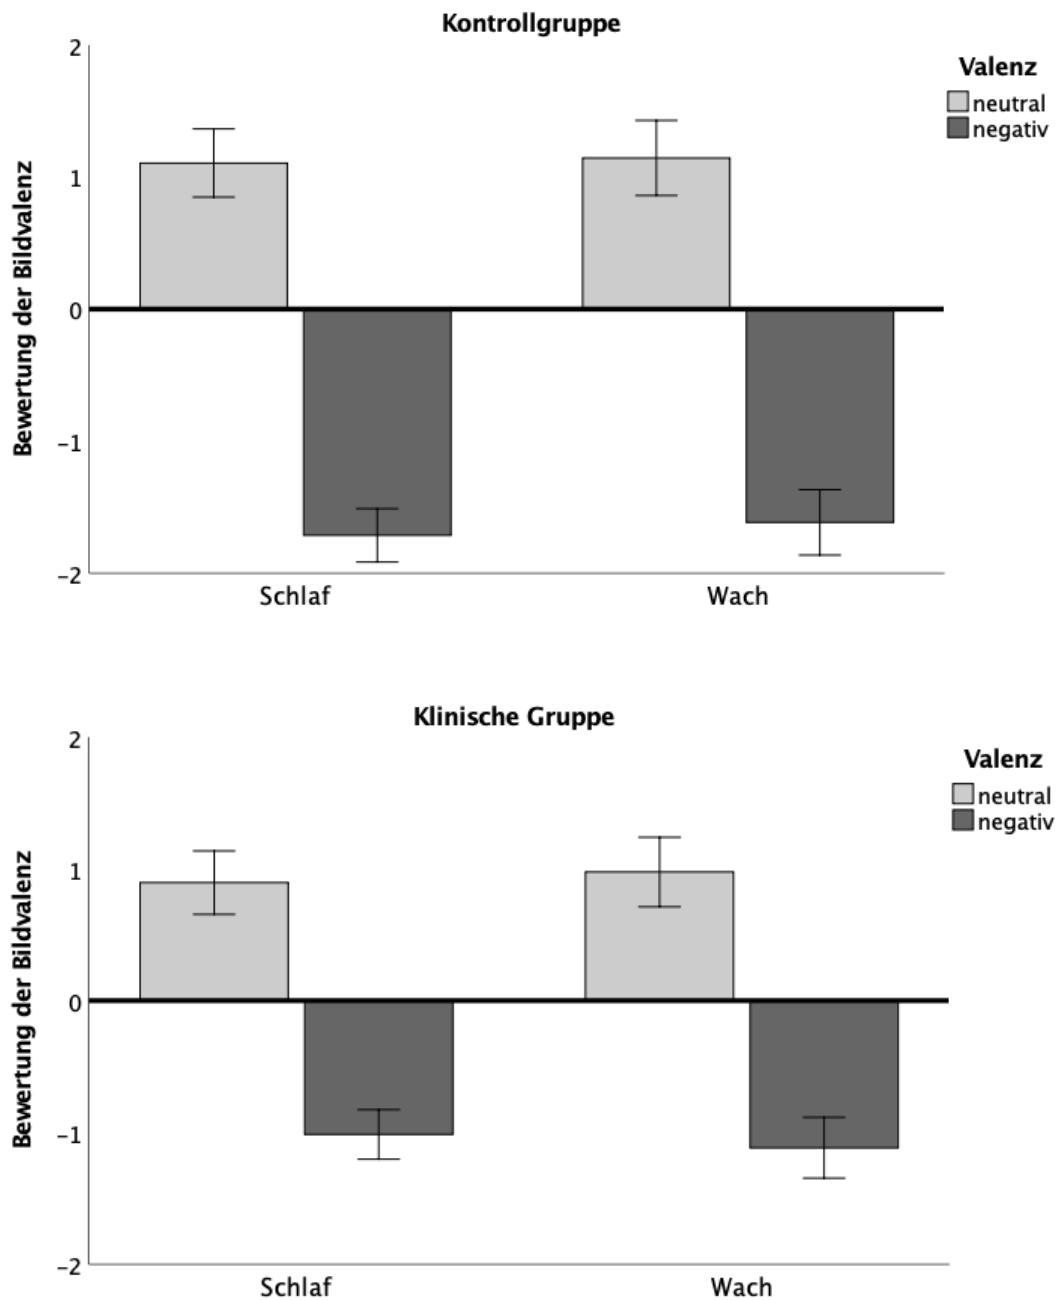 Kontrollgruppe
Valenz
neutral
negativ
Bewertung der Bildvalenz
2
1
0
−1
−2
Schlaf
Wach
Klinische Gruppe
Valenz
neutral
negativ
Bewertung der Bildvalenz
2
1
0
−1
−2
Schlaf
Wach